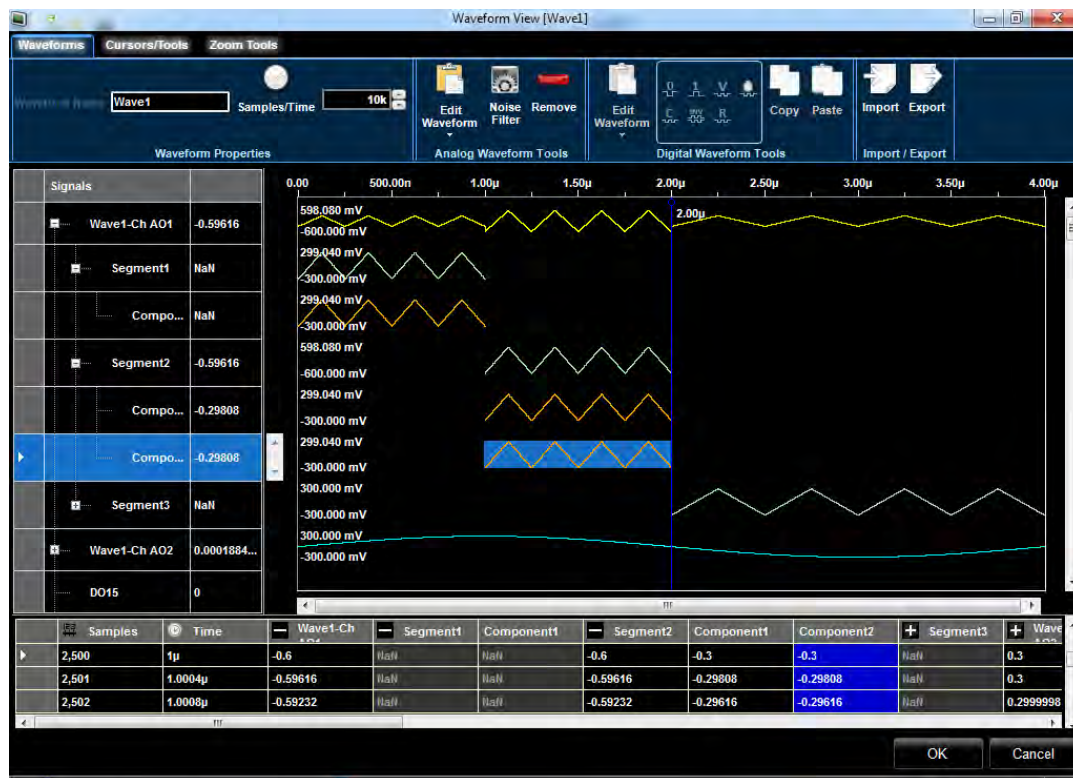 Waveform View [Wave1]
Waveforms Cursors/Tools Zoom Tools
Wave1 Samples/Time 10k
Edit Waveform Noise Filter Remove
Edit Waveform
0 1 V
C INV R
Copy Paste Import Export
Waveform Properties Analog Waveform Tools Digital Waveform Tools Import / Export
Signals
0.00 500.00n 1.00µ 1.50µ 2.00µ 2.50µ 3.00µ 3.50µ 4.00µ
Wave1-Ch AO1 -0.59616
598.080 mV
-600.000 mV
2.00µ
Segment1 NaN
299.040 mV
-300.000 mV
Compo... NaN
299.040 mV
-300.000 mV
Segment2 -0.59616
598.080 mV
-600.000 mV
Compo... -0.29808
299.040 mV
-300.000 mV
Compo... -0.29808
299.040 mV
-300.000 mV
Segment3 NaN
300.000 mV
-300.000 mV
Wave1-Ch AO2 0.0001884...
300.000 mV
-300.000 mV
DO15 0
Samples Time Wave1-Ch Segment1 Component1 Segment2 Component1 Component2 Segment3 Wave
2,500 1µ -0.6 NaN NaN -0.6 -0.3 -0.3 NaN 0.3
2,501 1.0004µ -0.59616 NaN NaN -0.59616 -0.29808 -0.29808 NaN 0.3
2,502 1.0008µ -0.59232 NaN NaN -0.59232 -0.29616 -0.29616 NaN 0.2999998
OK Cancel